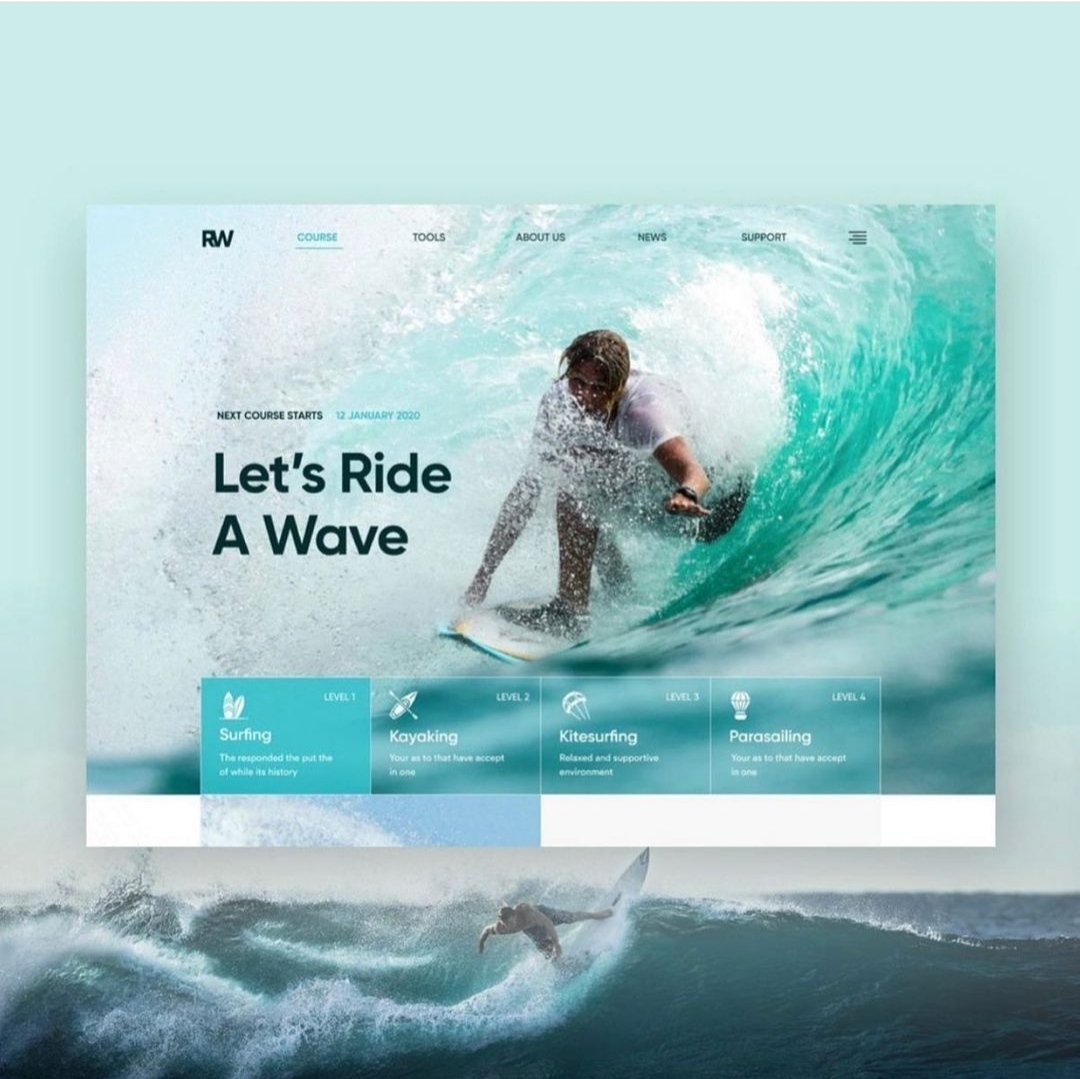 RW
COURSE
TOOLS
ABOUT US
NEWS
SUPPORT
NEXT COURSE STARTS 12 JANUARY 2020
Let's Ride
A Wave
LEVEL 1
Surfing
The responded the put the
of while its history
LEVEL 2
Kayaking
Your as to that have accept
in one
LEVEL 3
Kitesurfing
Relaxed and supportive
environment
LEVEL 4
Parasailing
Your as to that have accept
in one